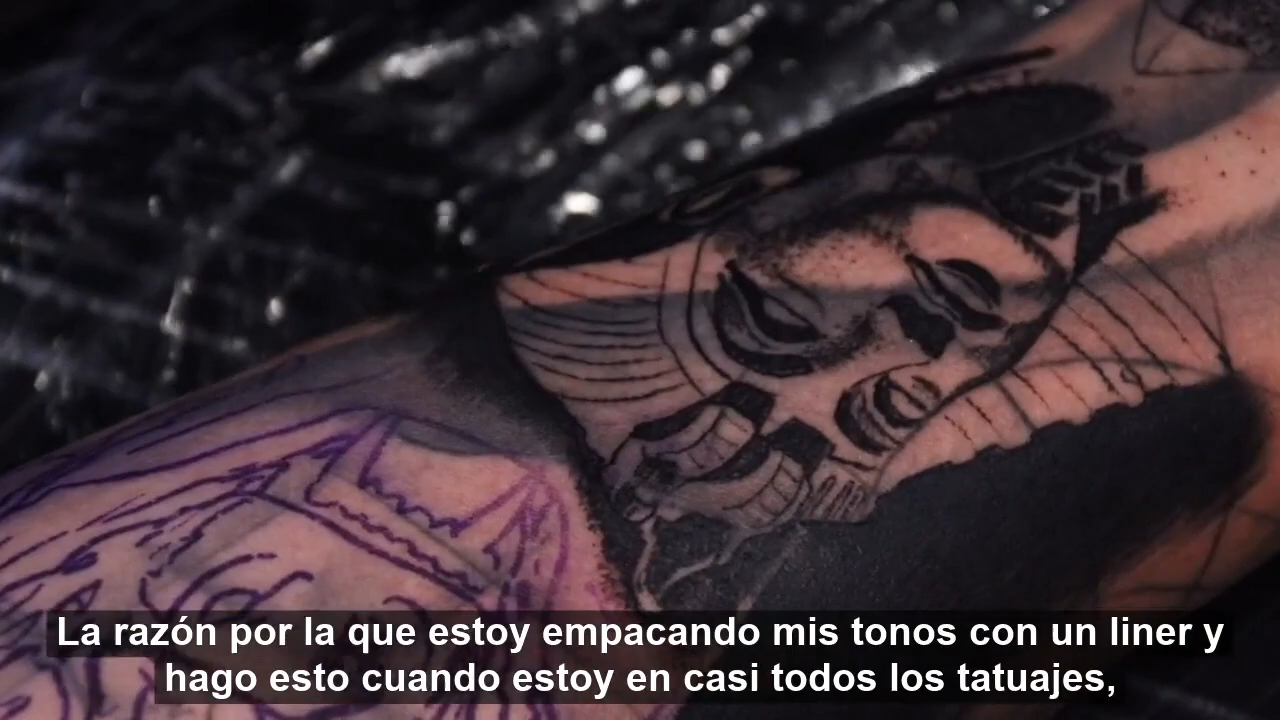 La razón por la que estoy empacando mis tonos con un liner y
hago esto cuando estoy en casi todos los tatuajes,